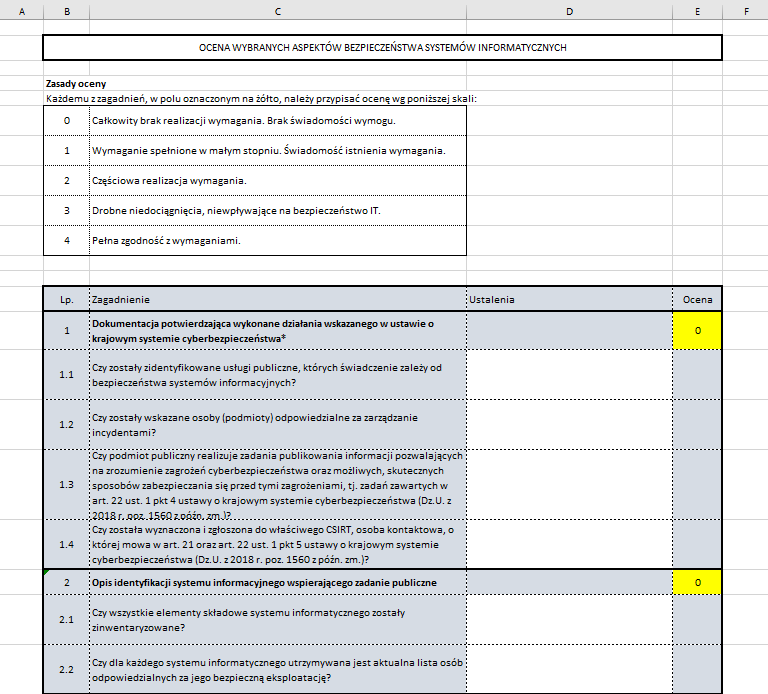 A B C D E F
OCENA WYBRANYCH ASPEKTÓW BEZPIECZEŃSTWA SYSTEMÓW INFORMATYCZNYCH
Zasady oceny
Każdemu z zagadnień, w polu oznaczonym na żółto, należy przypisać ocenę wg poniższej skali:
0 Całkowity brak realizacji wymagania. Brak świadomości wymogu.
1 Wymaganie spełnione w małym stopniu. Świadomość istnienia wymagania.
2 Częściowa realizacja wymagania.
3 Drobne niedociągnięcia, niewpływające na bezpieczeństwo IT.
4 Pełna zgodność z wymaganiami.
Lp. Zagadnienie Ustalenia Ocena
1 Dokumentacja potwierdzająca wykonane działania wskazanego w ustawie o 0
krajowym systemie cyberbezpieczeństwa*
1.1 Czy zostały zidentyfikowane usługi publiczne, których świadczenie zależy od
bezpieczeństwa systemów informacyjnych?
1.2 Czy zostały wskazane osoby (podmioty) odpowiedzialne za zarządzanie
incydentami?
Czy podmiot publiczny realizuje zadania publikowania informacji pozwalających
na zrozumienie zagrożeń cyberbezpieczeństwa oraz możliwych, skutecznych
1.3 sposobów zabezpieczania się przed tymi zagrożeniami, tj. zadań zawartych w
art. 22 ust. 1 pkt 4 ustawy o krajowym systemie cyberbezpieczeństwa (Dz.U. z
2018 r. poz. 1560 z późn. zm.)?
Czy została wyznaczona i zgłoszona do właściwego CSIRT, osoba kontaktowa, o
1.4 której mowa w art. 21 oraz art. 22 ust. 1 pkt 5 ustawy o krajowym systemie
cyberbezpieczeństwa (Dz.U. z 2018 r. poz. 1560 z późn. zm.)?
2 Opis identyfikacji systemu informacyjnego wspierającego zadanie publiczne 0
2.1 Czy wszystkie elementy składowe systemu informatycznego zostały
zinwentaryzowane?
2.2 Czy dla każdego systemu informatycznego utrzymywana jest aktualna lista osób
odpowiedzialnych za jego bezpieczną eksploatację?